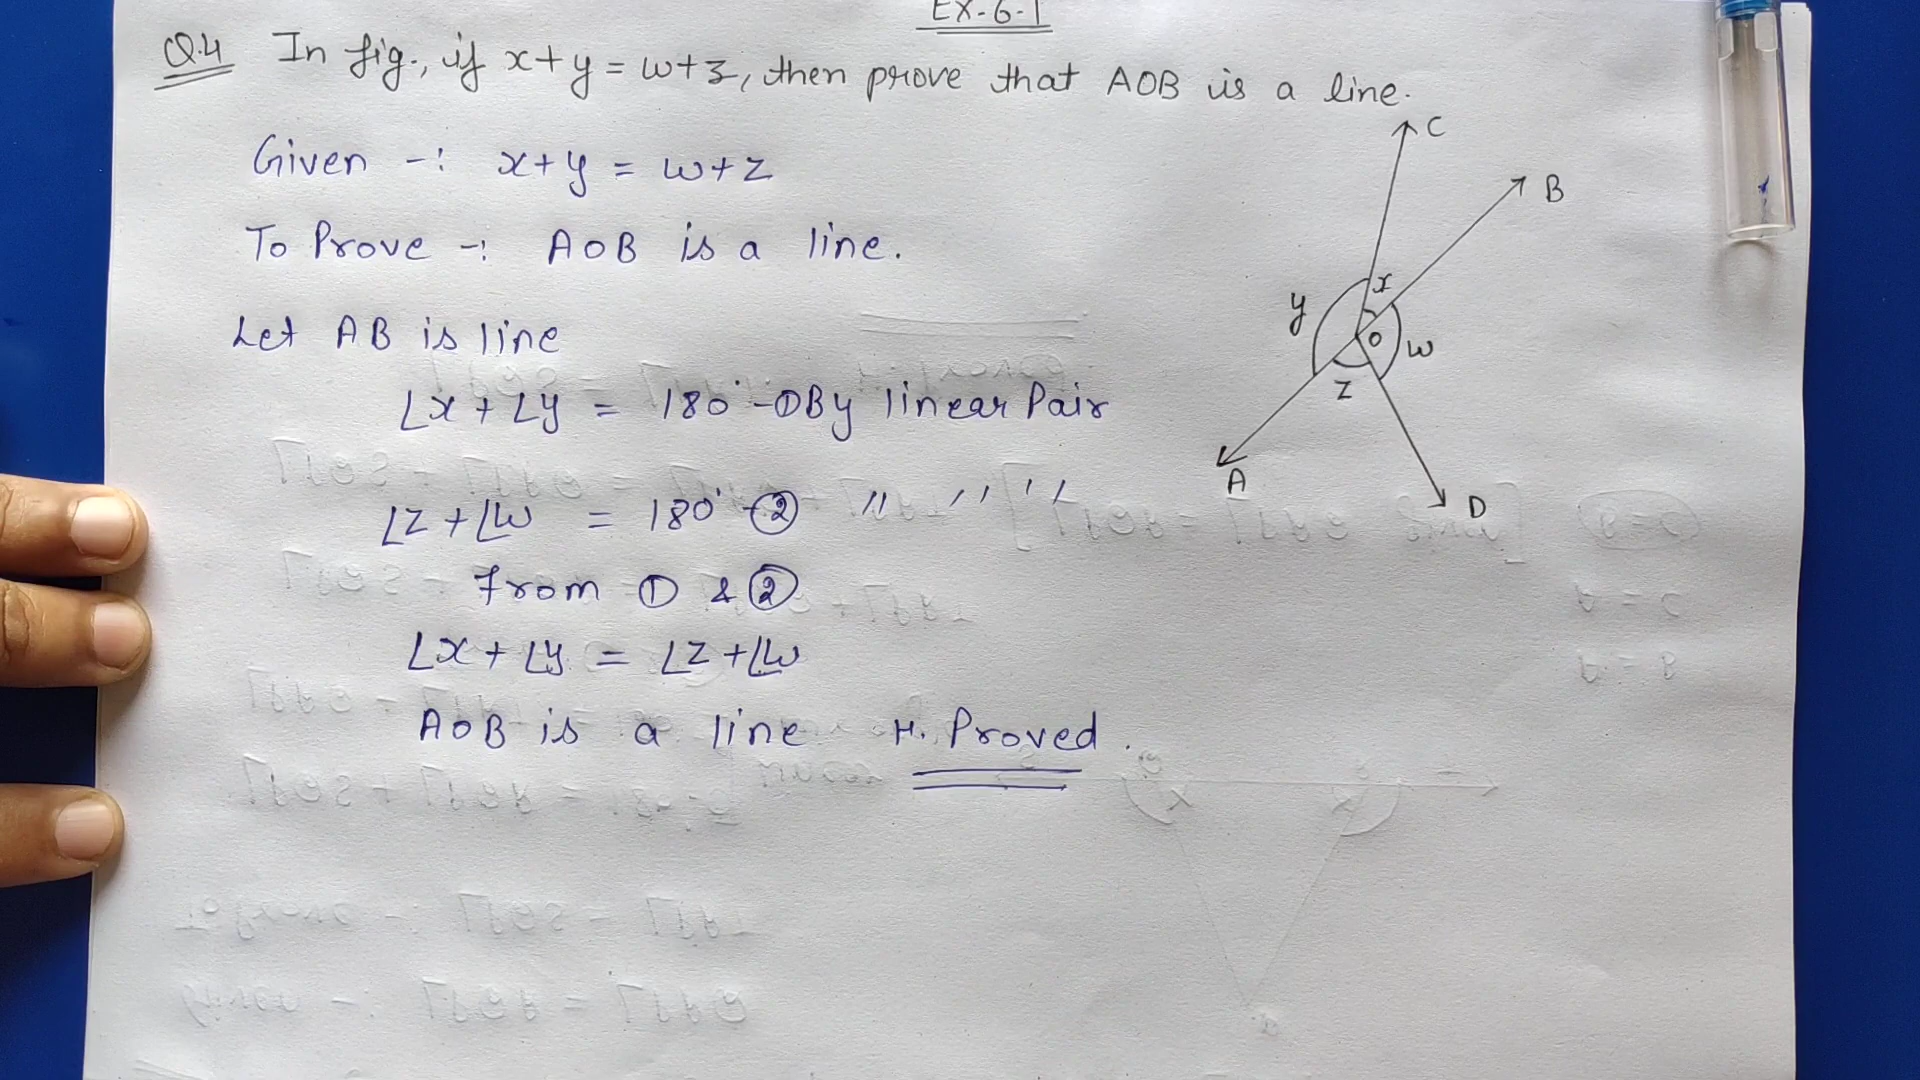 EX-6-1
Q.4 In fig., if x+y = w+z, then prove that AOB is a line.
Given -: x+y = w+z
To Prove -: AOB is a line.
Let AB is line
∠x + ∠y = 180° -① By linear Pair
∠z + ∠w = 180° -② " " " "
From ① & ②
∠x + ∠y = ∠z + ∠w
AOB is a line H. Proved.
C
B
x
y
O
w
z
A
D